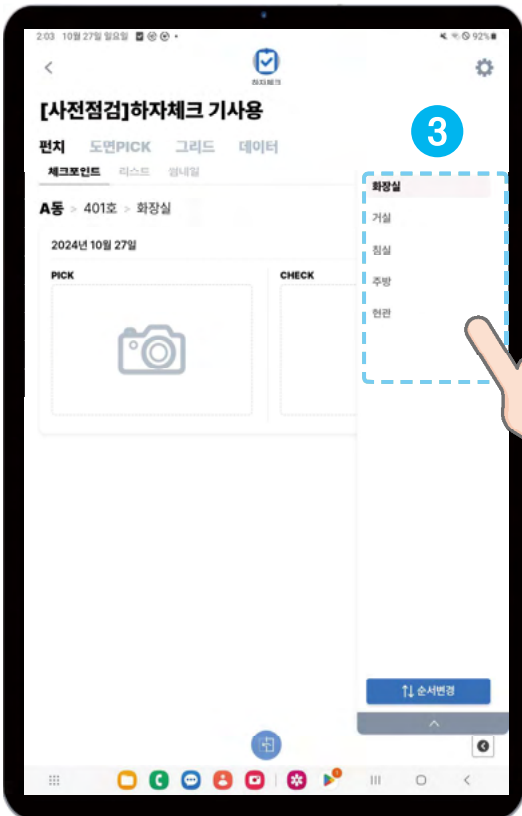 2:03 10월 27일 일요일
92%
하자체크
[사전점검]하자체크 기사용
3
펀치 도면PICK 그리드 데이터
체크포인트 리스트 썸네일
A동 > 401호 > 화장실
2024년 10월 27일
PICK
CHECK
화장실
거실
침실
주방
현관
순서변경